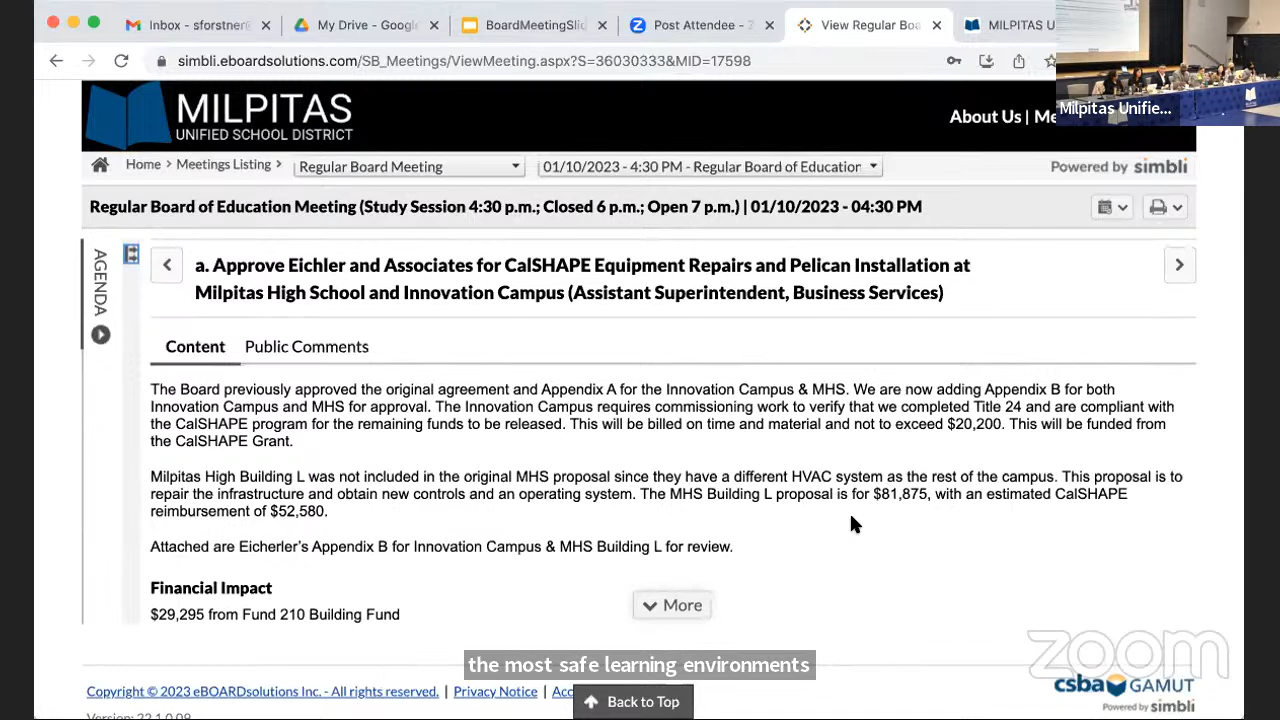 Inbox - sforstner
My Drive - Google
BoardMeetingSlid
Post Attendee - Z
View Regular Boa
MILPITAS U
simbli.eboardsolutions.com/SB_Meetings/ViewMeeting.aspx?S=36030333&MID=17598
Milpitas Unifie...
MILPITAS
UNIFIED SCHOOL DISTRICT
About Us | Me
Home > Meetings Listing >
Regular Board Meeting
01/10/2023 - 4:30 PM - Regular Board of Education
Powered by simbli
Regular Board of Education Meeting (Study Session 4:30 p.m.; Closed 6 p.m.; Open 7 p.m.) | 01/10/2023 - 04:30 PM
AGENDA
a. Approve Eichler and Associates for CalSHAPE Equipment Repairs and Pelican Installation at
Milpitas High School and Innovation Campus (Assistant Superintendent, Business Services)
Content
Public Comments
The Board previously approved the original agreement and Appendix A for the Innovation Campus & MHS. We are now adding Appendix B for both
Innovation Campus and MHS for approval. The Innovation Campus requires commissioning work to verify that we completed Title 24 and are compliant with
the CalSHAPE program for the remaining funds to be released. This will be billed on time and material and not to exceed $20,200. This will be funded from
the CalSHAPE Grant.
Milpitas High Building L was not included in the original MHS proposal since they have a different HVAC system as the rest of the campus. This proposal is to
repair the infrastructure and obtain new controls and an operating system. The MHS Building L proposal is for $81,875, with an estimated CalSHAPE
reimbursement of $52,580.
Attached are Eicherler's Appendix B for Innovation Campus & MHS Building L for review.
Financial Impact
More
$29,295 from Fund 210 Building Fund
zoom
the most safe learning environments
Copyright © 2023 eBOARDsolutions Inc. - All rights reserved. | Privacy Notice | Acc
Back to Top
csba GAMUT
Powered by simbli
Version: 22.1.0.09